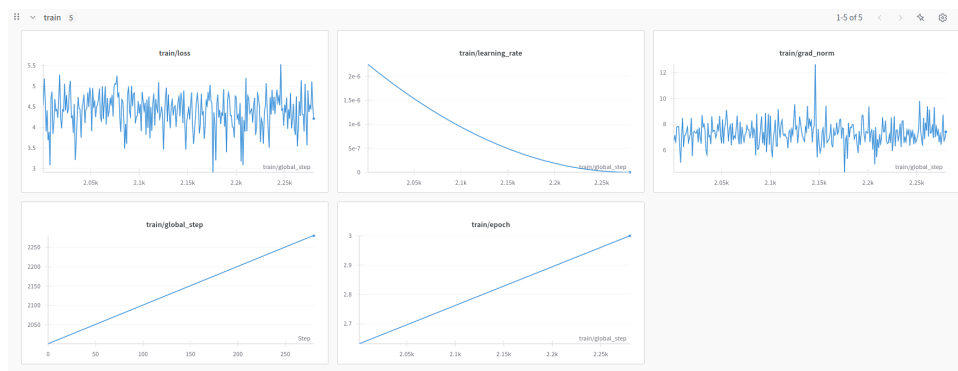 train 5 1-5 of 5
train/loss
5.5
5
4.5
4
3.5
3
train/global_step
2.05k 2.1k 2.15k 2.2k 2.25k
train/learning_rate
2e-6
1.5e-6
1e-6
5e-7
0
train/global_step
2.05k 2.1k 2.15k 2.2k 2.25k
train/grad_norm
12
10
8
6
train/global_step
2.05k 2.1k 2.15k 2.2k 2.25k
train/global_step
2250
2200
2150
2100
2050
Step
0 50 100 150 200 250
train/epoch
3
2.9
2.8
2.7
train/global_step
2.05k 2.1k 2.15k 2.2k 2.25k